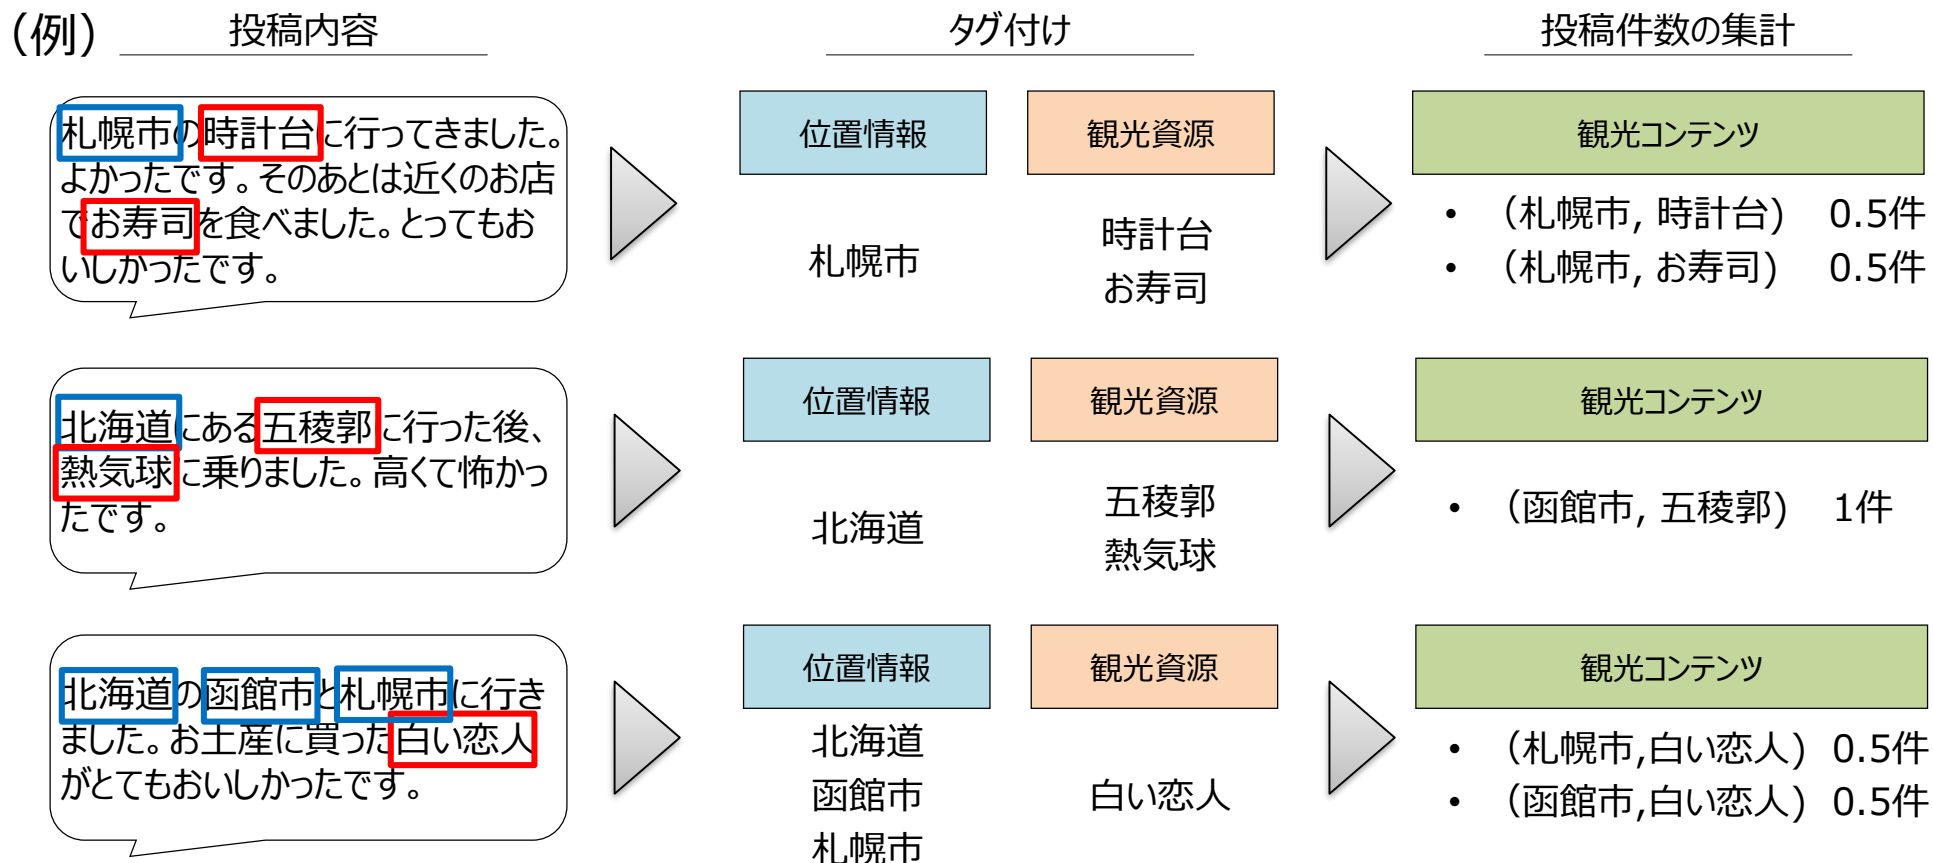 (例)
投稿内容
タグ付け
投稿件数の集計
札幌市の時計台に行ってきました。
よかったです。そのあとは近くのお店
でお寿司を食べました。とってもお
いしかったです。
位置情報
観光資源
観光コンテンツ
札幌市
時計台
お寿司
• (札幌市, 時計台) 0.5件
• (札幌市, お寿司) 0.5件
北海道にある五稜郭に行った後、
熱気球に乗りました。高くて怖かっ
たです。
位置情報
観光資源
観光コンテンツ
北海道
五稜郭
熱気球
• (函館市, 五稜郭) 1件
北海道の函館市と札幌市に行き
ました。お土産に買った白い恋人
がとてもおいしかったです。
位置情報
観光資源
観光コンテンツ
北海道
函館市
札幌市
白い恋人
• (札幌市,白い恋人) 0.5件
• (函館市,白い恋人) 0.5件